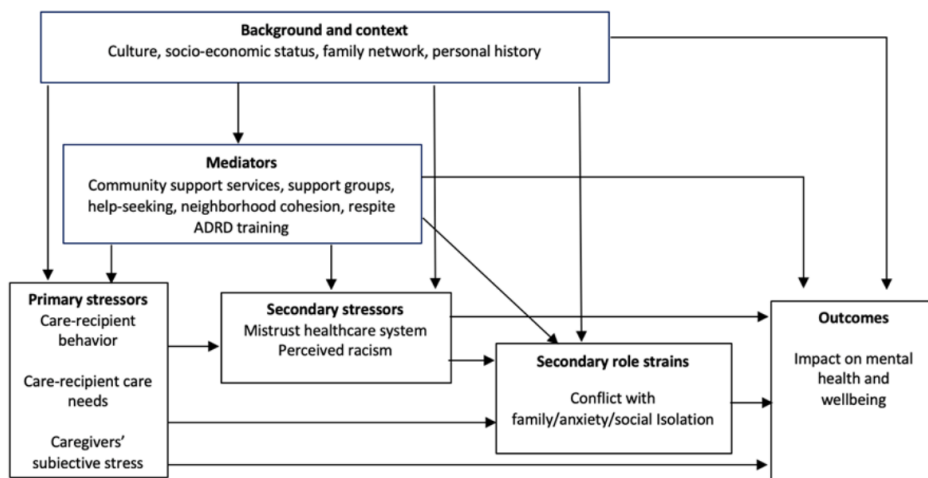 Background and context
Culture, socio-economic status, family network, personal history
Mediators
Community support services, support groups,
help-seeking, neighborhood cohesion, respite
ADRD training
Primary stressors
Care-recipient
behavior
Care-recipient care
needs
Caregivers'
subjective stress
Secondary stressors
Mistrust healthcare system
Perceived racism
Secondary role strains
Conflict with
family/anxiety/social Isolation
Outcomes
Impact on mental
health and
wellbeing